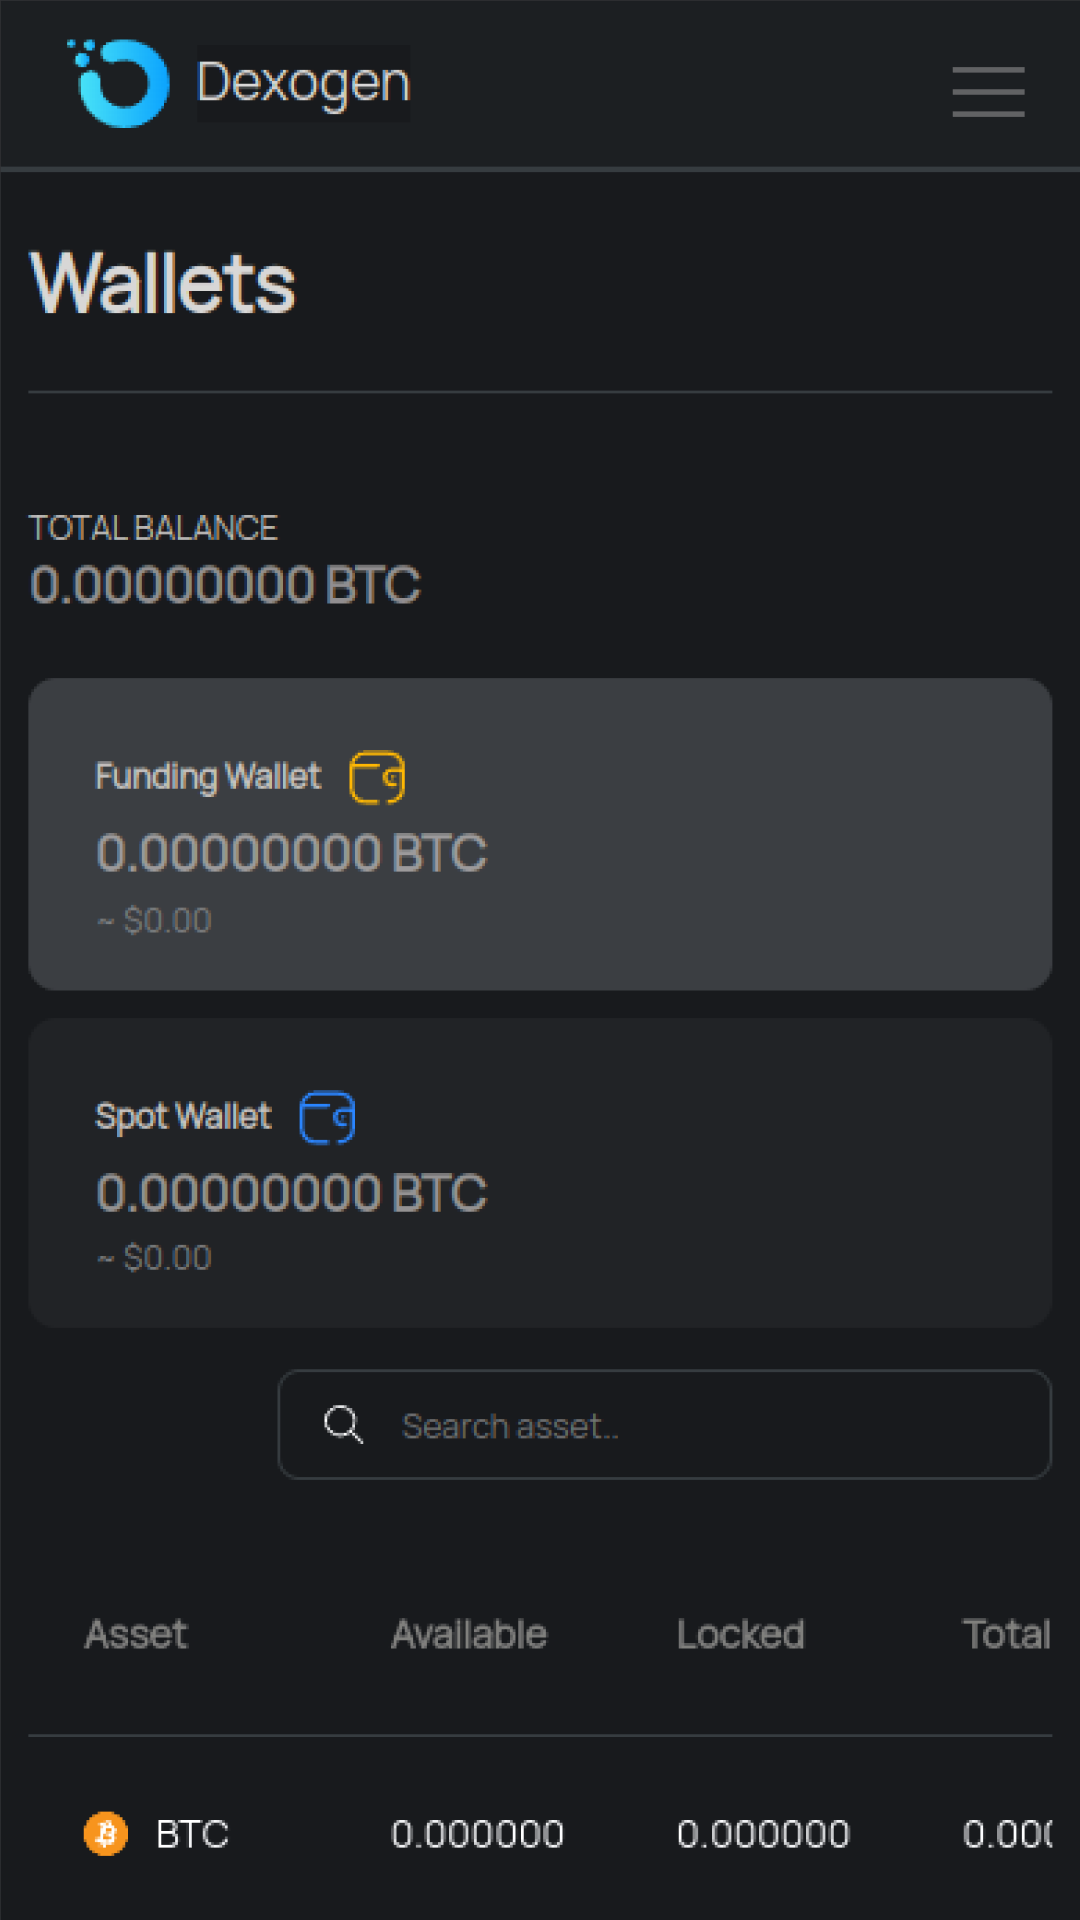 Dexogen
Wallets
TOTAL BALANCE
0.00000000 BTC
Funding Wallet
0.00000000 BTC
~ $0.00
Spot Wallet
0.00000000 BTC
~ $0.00
Search asset..
Asset Available Locked Total
BTC 0.000000 0.000000 0.00